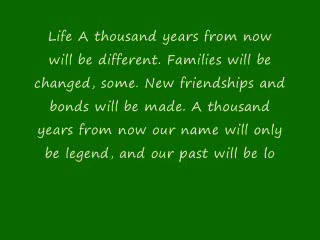 Life A thousand years from now
will be different. Families will be
changed, some. New friendships and
bonds will be made. A thousand
years from now our name will only
be legend, and our past will be lo